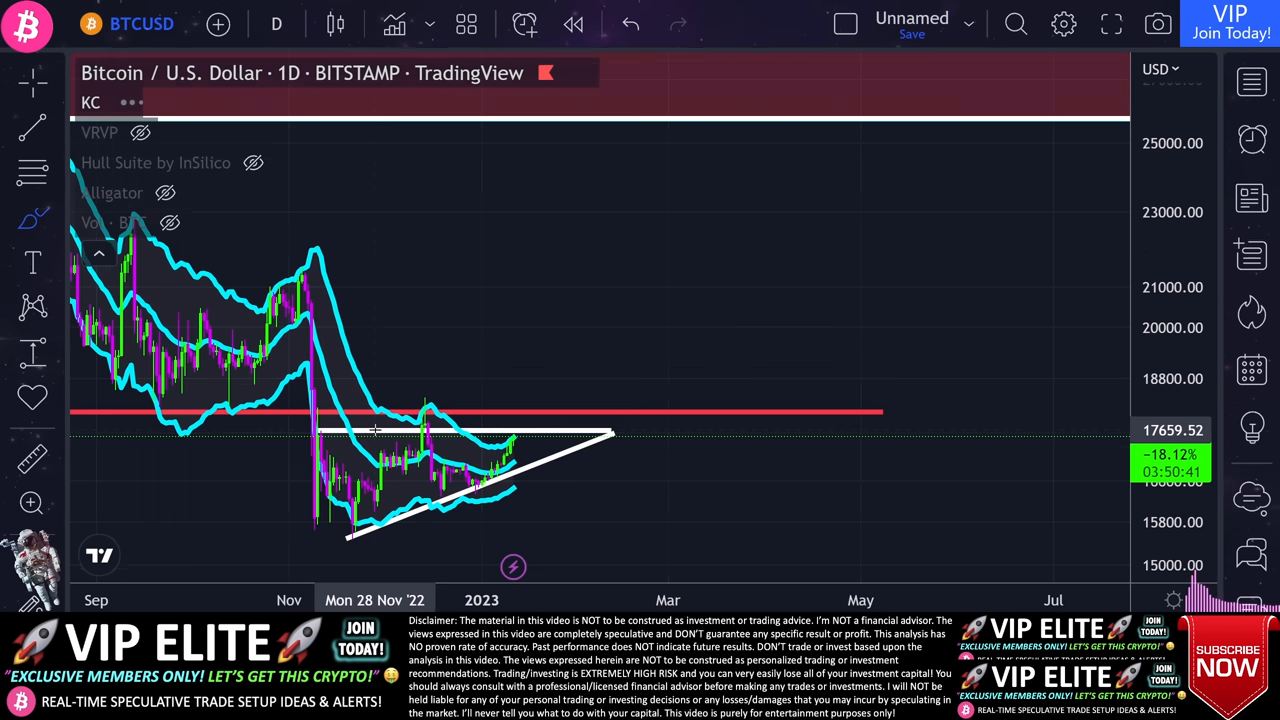 BTCUSD
D
Unnamed
Save
VIP
Join Today!
Bitcoin / U.S. Dollar · 1D · BITSTAMP · TradingView
USD
KC
VRVP
Hull Suite by InSilico
Alligator
25000.00
23000.00
21000.00
20000.00
18800.00
17659.52
−18.12%
03:50:41
15800.00
15000.00
Sep
Nov
Mon 28 Nov '22
2023
Mar
May
Jul
VIP ELITE
JOIN
TODAY!
"EXCLUSIVE MEMBERS ONLY! LET'S GET THIS CRYPTO!"
REAL-TIME SPECULATIVE TRADE SETUP IDEAS & ALERTS!
Disclaimer: The material in this video is NOT to be construed as investment or trading advice. I'm NOT a financial advisor. The
views expressed in this video are completely speculative and DON'T guarantee any specific result or profit. This analysis has
NO proven rate of accuracy. Past performance does NOT indicate future results. DON'T trade or invest based upon the
analysis in this video. The views expressed herein are NOT to be construed as personalized trading or investment
recommendations. Trading/investing is EXTREMELY HIGH RISK and you can very easily lose all of your investment capital! You
should always consult with a professional/licensed financial advisor before making any trades or investments. I will NOT be
held liable for any of your personal trading or investing decisions or any losses/damages that you may incur by speculating in
the market. I'll never tell you what to do with your capital. This video is purely for entertainment purposes only!
VIP ELITE
JOIN
TODAY!
"EXCLUSIVE MEMBERS ONLY! LET'S GET THIS CRYPTO!"
VIP ELITE
JOIN
TODAY!
"EXCLUSIVE MEMBERS ONLY! LET'S GET THIS CRYPTO!"
REAL-TIME SPECULATIVE TRADE SETUP IDEAS & ALERTS!
SUBSCRIBE
NOW